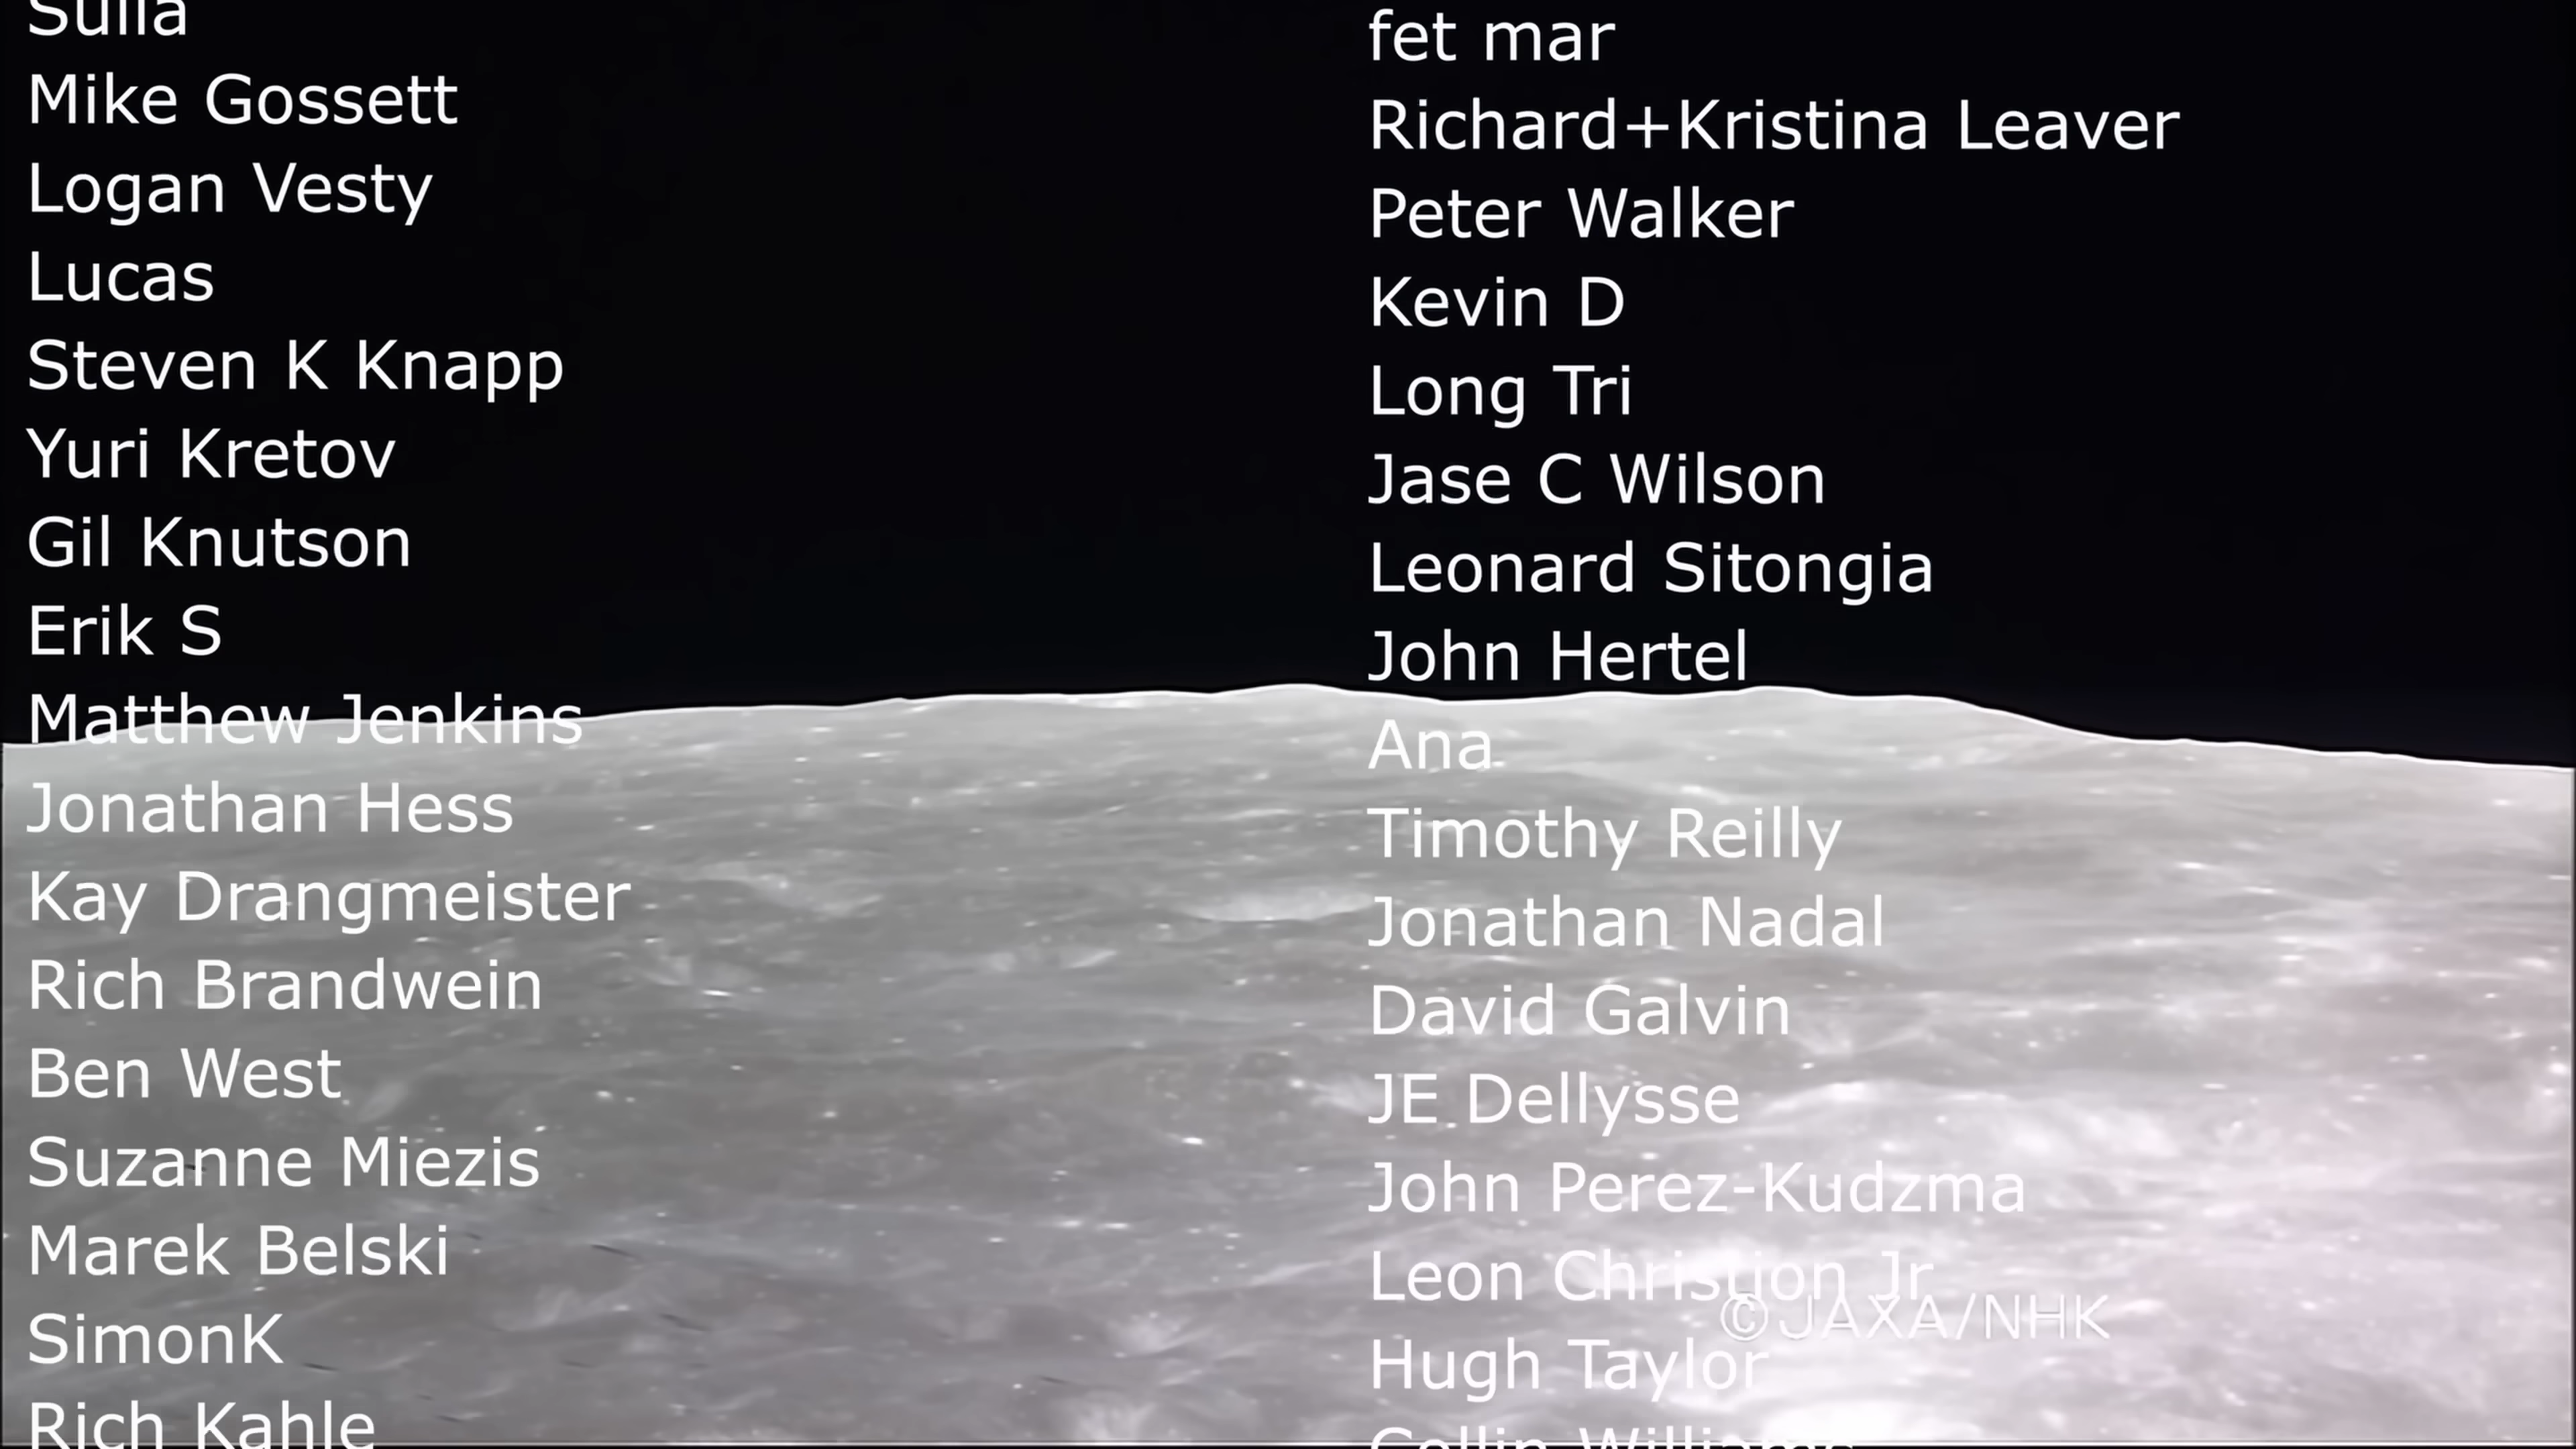 Mike Gossett
Logan Vesty
Lucas
Steven K Knapp
Yuri Kretov
Gil Knutson
Erik S
Matthew Jenkins
Jonathan Hess
Kay Drangmeister
Rich Brandwein
Ben West
Suzanne Miezis
Marek Belski
SimonK
Rich Kahle
fet mar
Richard+Kristina Leaver
Peter Walker
Kevin D
Long Tri
Jase C Wilson
Leonard Sitongia
John Hertel
Ana
Timothy Reilly
Jonathan Nadal
David Galvin
JE Dellysse
John Perez-Kudzma
Leon Christion Jr
©JAXA/NHK
Hugh Taylor
Collin Williams